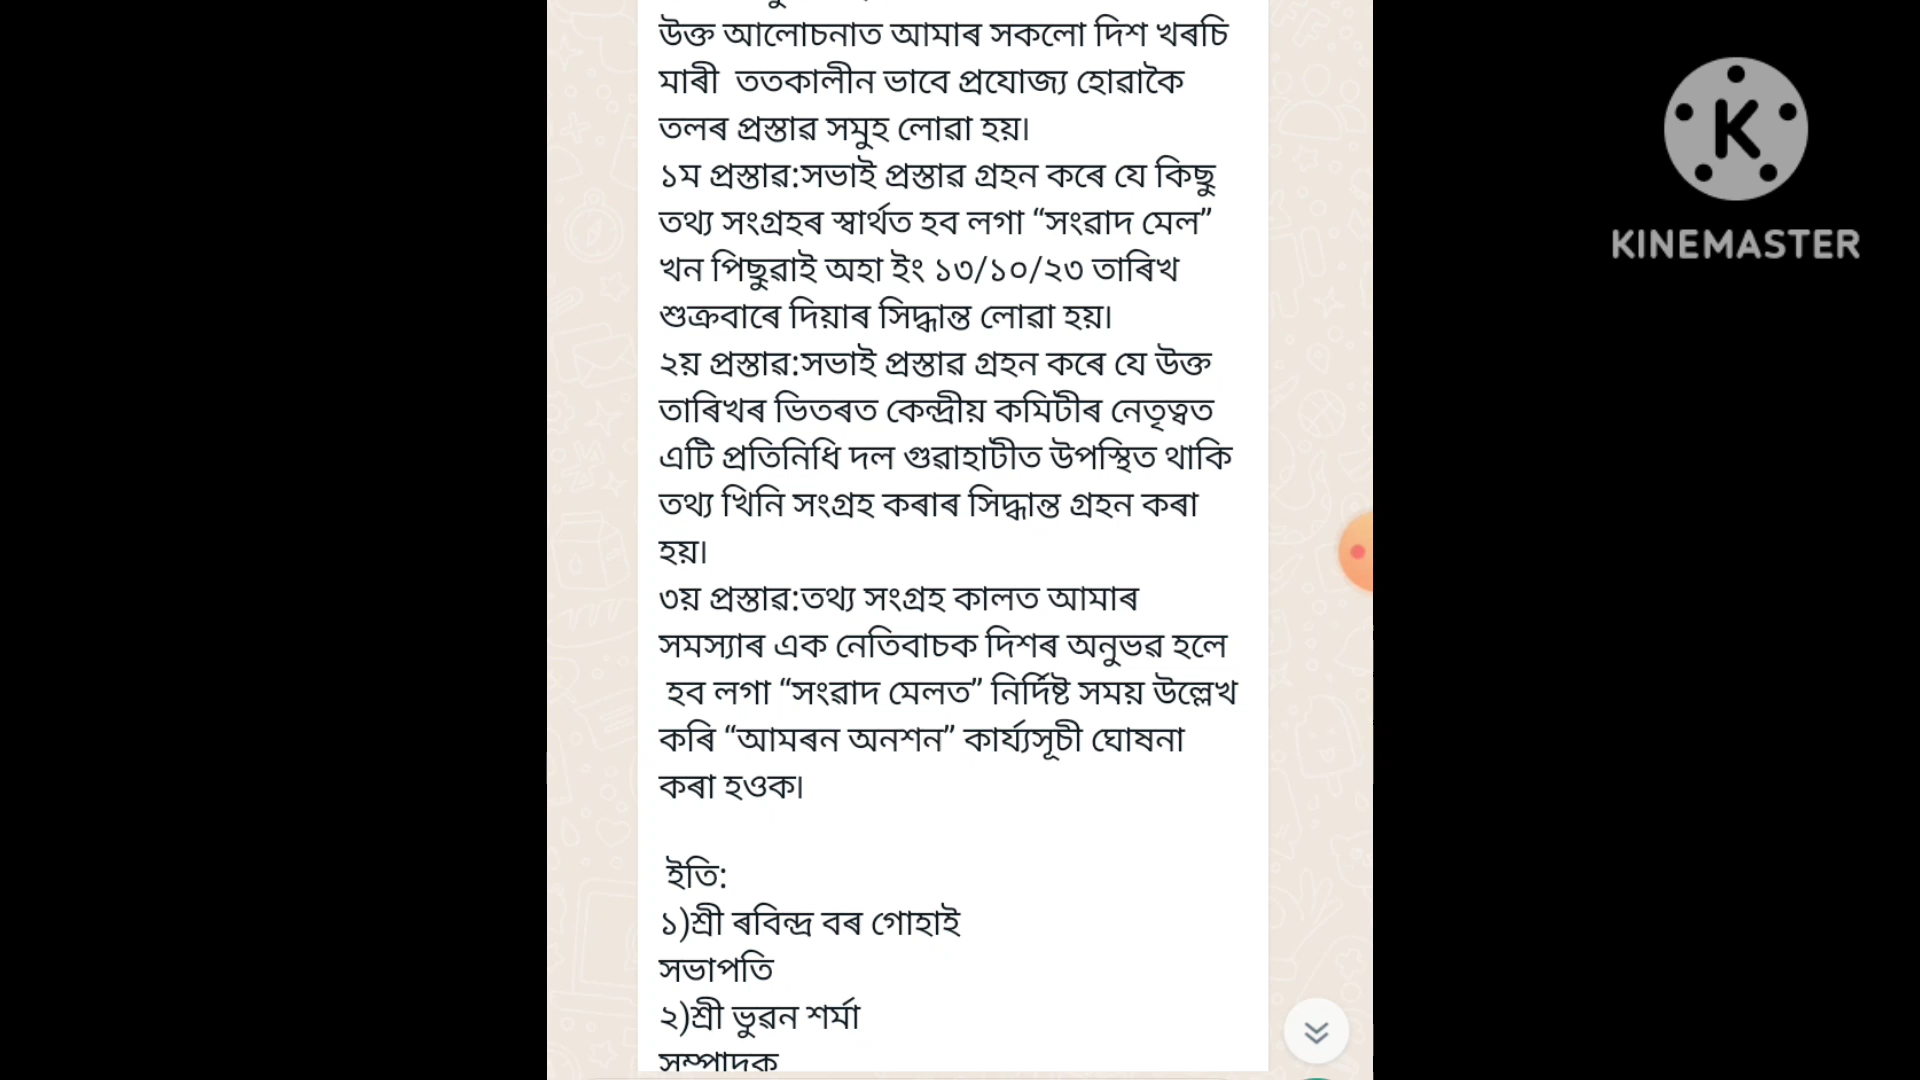 উক্ত আলোচনাত আমাৰ সকলো দিশ খৰচি
মাৰী  ততকালীন ভাবে প্ৰযোজ্য হোৱাকৈ
তলৰ প্ৰস্তাৱ সমুহ লোৱা হয়।
১ম প্ৰস্তাৱ:সভাই প্ৰস্তাৱ গ্ৰহন কৰে যে কিছু
তথ্য সংগ্ৰহৰ স্বাৰ্থত হব লগা “সংৱাদ মেল”
খন পিছুৱাই অহা ইং ১৩/১০/২৩ তাৰিখ
শুক্ৰবাৰে দিয়াৰ সিদ্ধান্ত লোৱা হয়।
২য় প্ৰস্তাৱ:সভাই প্ৰস্তাৱ গ্ৰহন কৰে যে উক্ত
তাৰিখৰ ভিতৰত কেন্দ্ৰীয় কমিটীৰ নেতৃত্বত
এটি প্ৰতিনিধি দল গুৱাহাটীত উপস্থিত থাকি
তথ্য খিনি সংগ্ৰহ কৰাৰ সিদ্ধান্ত গ্ৰহন কৰা
হয়।
৩য় প্ৰস্তাৱ:তথ্য সংগ্ৰহ কালত আমাৰ
সমস্যাৰ এক নেতিবাচক দিশৰ অনুভৱ হলে
হব লগা “সংৱাদ মেলত” নিৰ্দিষ্ট সময় উল্লেখ
কৰি “আমৰন অনশন” কাৰ্য্যসূচী ঘোষনা
কৰা হওক।
ইতি:
১)শ্ৰী ৰবিন্দ্ৰ বৰ গোহাই
সভাপতি
২)শ্ৰী ভুৱন শৰ্মা
সম্পাদক
KINEMASTER